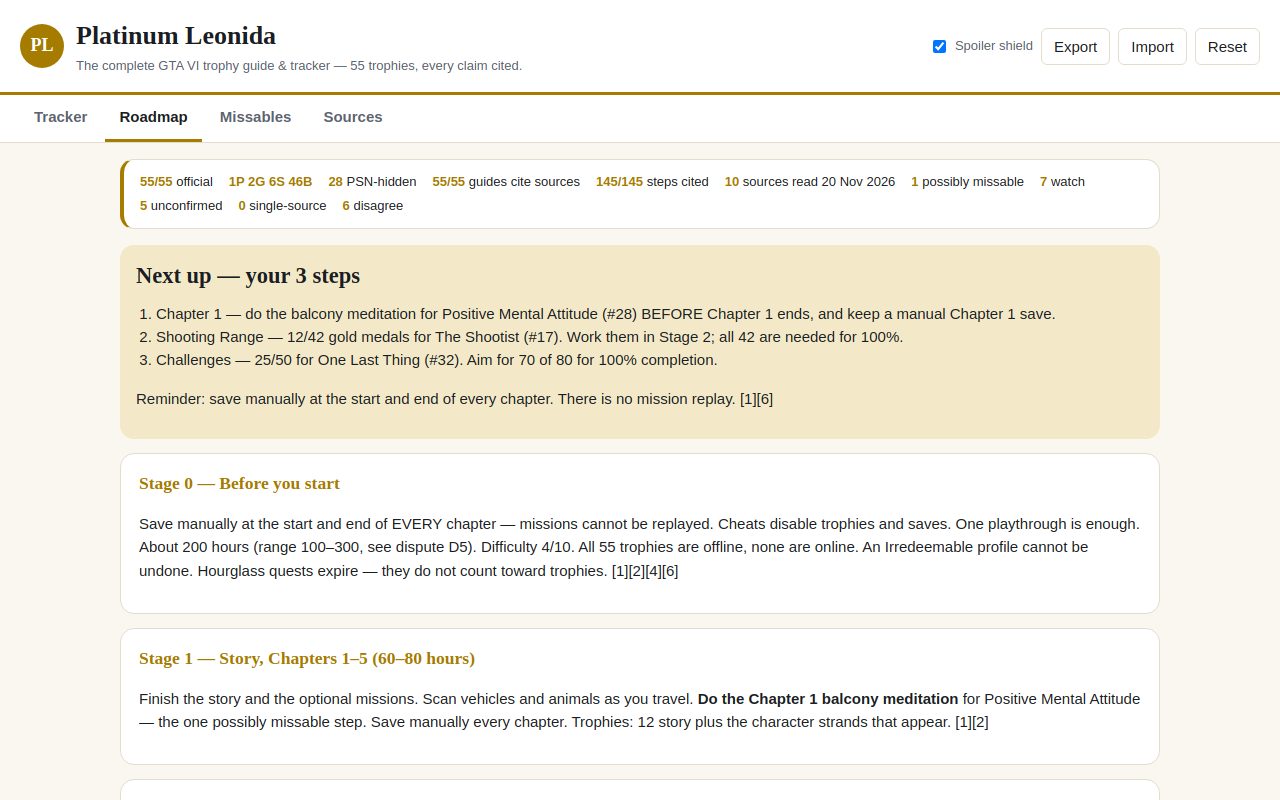 PL
Platinum Leonida
The complete GTA VI trophy guide & tracker — 55 trophies, every claim cited.
Spoiler shield
Export
Import
Reset
Tracker
Roadmap
Missables
Sources
55/55 official 1P 2G 6S 46B 28 PSN-hidden 55/55 guides cite sources 145/145 steps cited 10 sources read 20 Nov 2026 1 possibly missable 7 watch
5 unconfirmed 0 single-source 6 disagree
Next up — your 3 steps
1. Chapter 1 — do the balcony meditation for Positive Mental Attitude (#28) BEFORE Chapter 1 ends, and keep a manual Chapter 1 save.
2. Shooting Range — 12/42 gold medals for The Shootist (#17). Work them in Stage 2; all 42 are needed for 100%.
3. Challenges — 25/50 for One Last Thing (#32). Aim for 70 of 80 for 100% completion.
Reminder: save manually at the start and end of every chapter. There is no mission replay. [1][6]
Stage 0 — Before you start
Save manually at the start and end of EVERY chapter — missions cannot be replayed. Cheats disable trophies and saves. One playthrough is enough.
About 200 hours (range 100–300, see dispute D5). Difficulty 4/10. All 55 trophies are offline, none are online. An Irredeemable profile cannot be
undone. Hourglass quests expire — they do not count toward trophies. [1][2][4][6]
Stage 1 — Story, Chapters 1–5 (60–80 hours)
Finish the story and the optional missions. Scan vehicles and animals as you travel. Do the Chapter 1 balcony meditation for Positive Mental Attitude
— the one possibly missable step. Save manually every chapter. Trophies: 12 story plus the character strands that appear. [1][2]